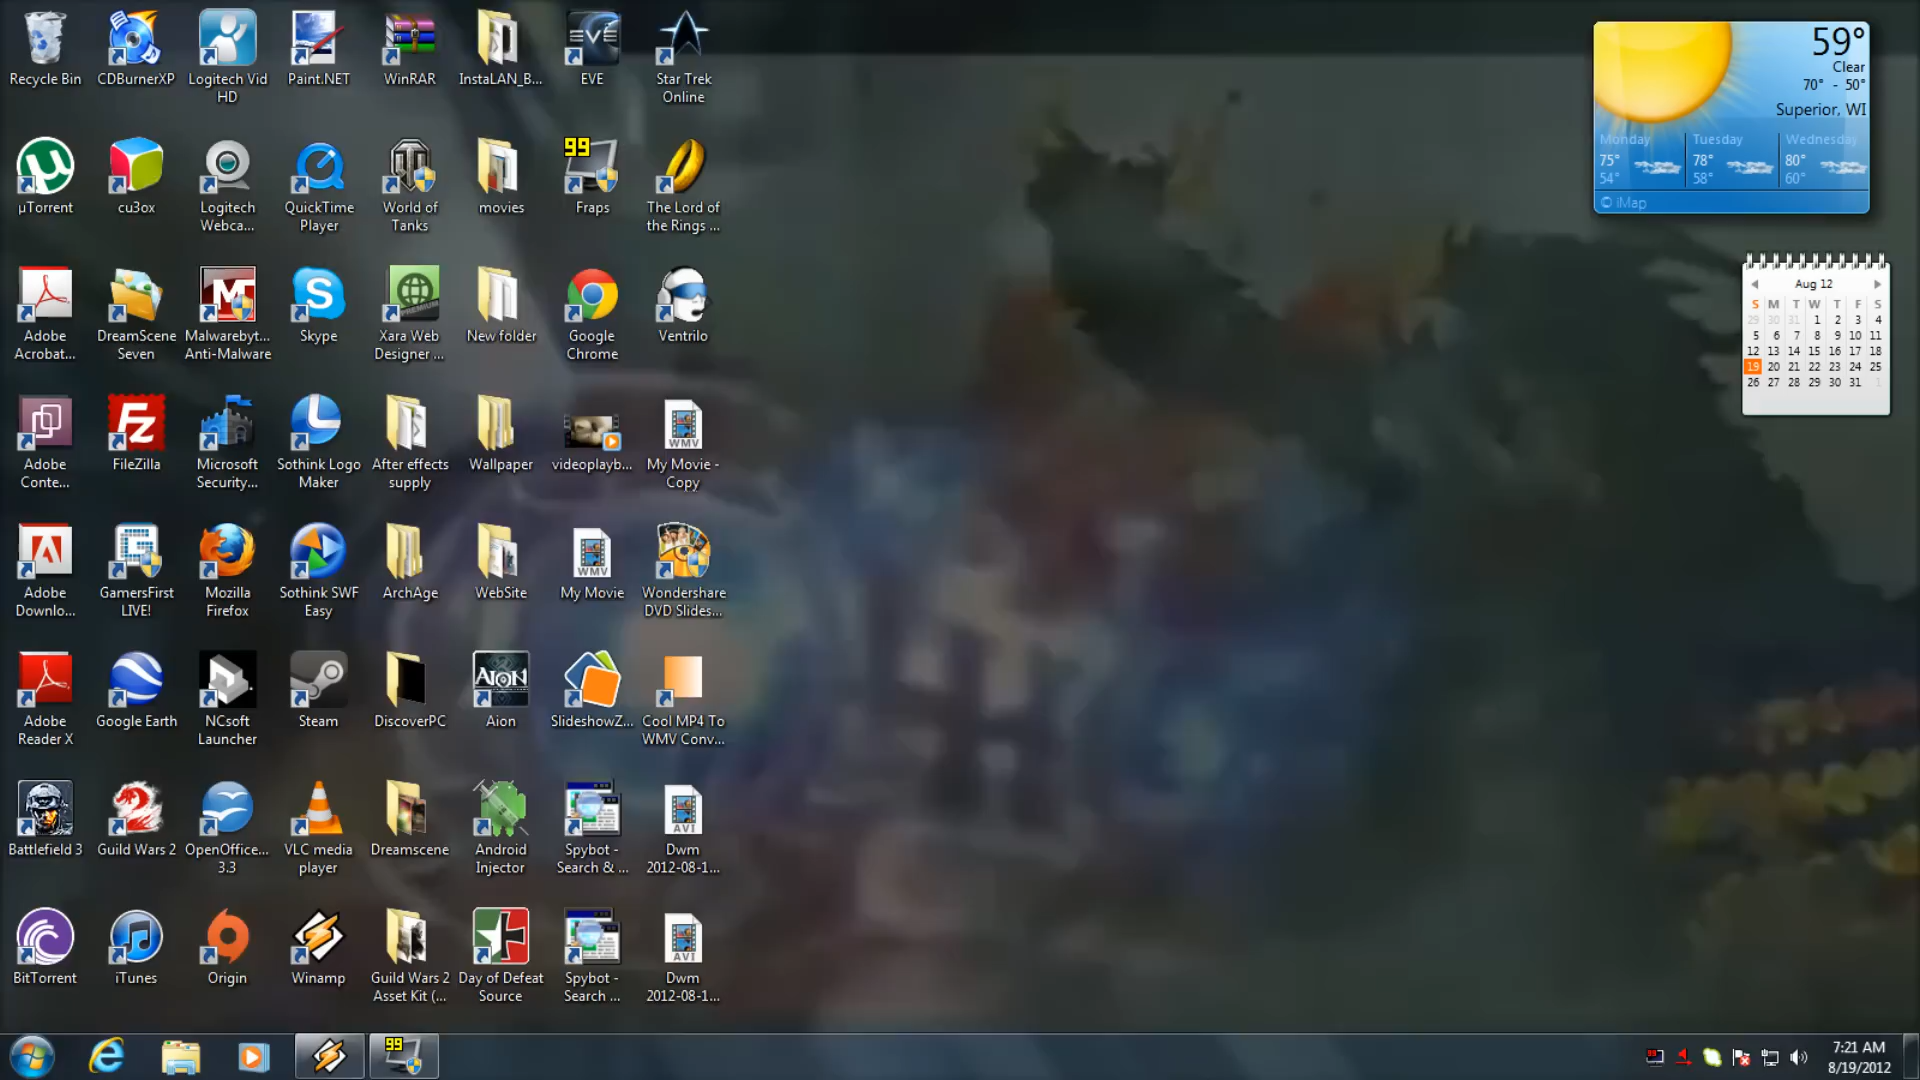 Recycle Bin
CDBurnerXP
Logitech Vid
HD
Paint.NET
WinRAR
InstaLAN_B...
EVE
Star Trek
Online
µTorrent
cu3ox
Logitech
Webca...
QuickTime
Player
World of
Tanks
movies
99
Fraps
The Lord of
the Rings ...
Adobe
Acrobat...
DreamScene
Seven
Malwarebyt...
Anti-Malware
Skype
Xara Web
Designer ...
New folder
Google
Chrome
Ventrilo
Adobe
Conte...
FileZilla
Microsoft
Security...
Sothink Logo
Maker
After effects
supply
Wallpaper
videoplayb...
WMV
My Movie -
Copy
Adobe
Downlo...
GamersFirst
LIVE!
Mozilla
Firefox
Sothink SWF
Easy
ArchAge
WebSite
WMV
My Movie
Wondershare
DVD Slides...
Adobe
Reader X
Google Earth
NCsoft
Launcher
Steam
DiscoverPC
AION
Aion
SlideshowZ...
Cool MP4 To
WMV Conv...
Battlefield 3
Guild Wars 2
OpenOffice...
3.3
VLC media
player
Dreamscene
Android
Injector
Spybot -
Search & ...
AVI
Dwm
2012-08-1...
BitTorrent
iTunes
Origin
Winamp
Guild Wars 2
Asset Kit (...
Day of Defeat
Source
Spybot -
Search ...
AVI
Dwm
2012-08-1...
59°
Clear
70° - 50°
Superior, WI
Monday
75°
54°
Tuesday
78°
58°
Wednesday
80°
60°
© iMap
Aug 12
S M T W T F S
29 30 31 1 2 3 4
5 6 7 8 9 10 11
12 13 14 15 16 17 18
19 20 21 22 23 24 25
26 27 28 29 30 31 1
99
7:21 AM
8/19/2012